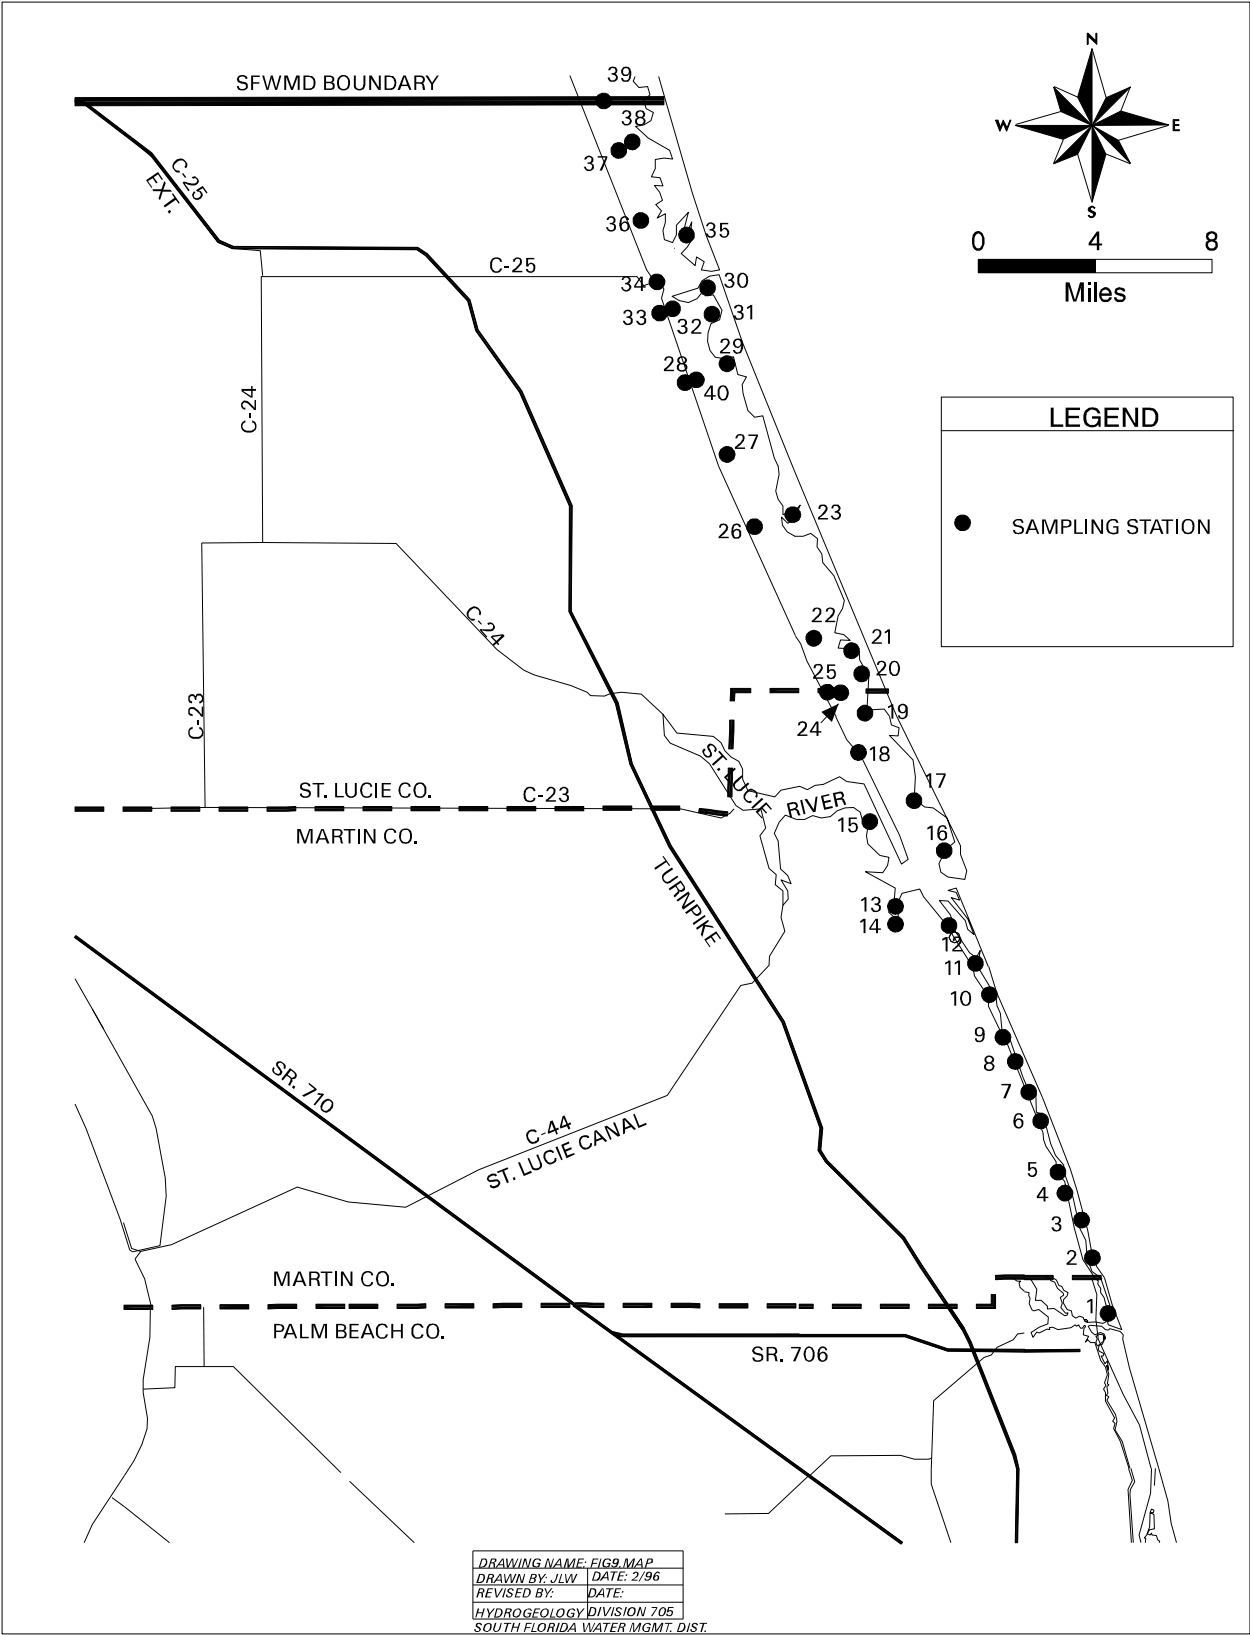 N
W
E
S
0 4 8
Miles
LEGEND
SAMPLING STATION
SFWMD BOUNDARY
39
38
37
C-25
EXT.
36
35
C-25
34
30
33
32
31
29
28
40
C-24
27
23
26
C-24
22
21
20
25
24
19
18
C-23
ST. LUCIE
RIVER
17
ST. LUCIE CO.
C-23
MARTIN CO.
15
16
TURNPIKE
13
14
12
11
10
9
8
7
6
5
4
3
2
1
SR. 710
C-44
ST. LUCIE CANAL
MARTIN CO.
PALM BEACH CO.
SR. 706
DRAWING NAME: FIG9.MAP
DRAWN BY: JLW DATE: 2/96
REVISED BY: DATE:
HYDROGEOLOGY DIVISION 705
SOUTH FLORIDA WATER MGMT. DIST.